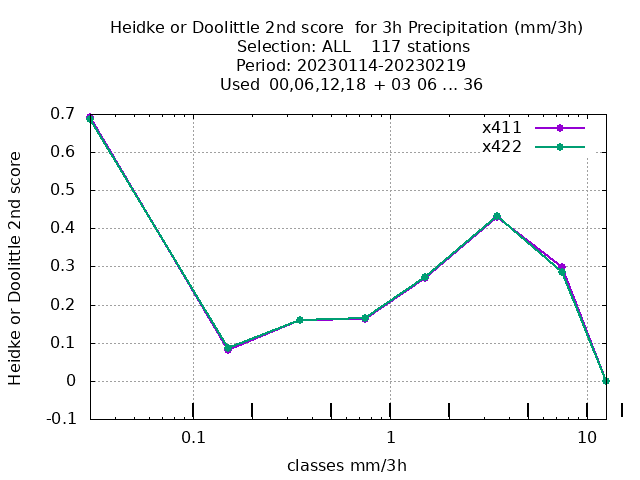 Heidke or Doolittle 2nd score  for 3h Precipitation (mm/3h)
Selection: ALL    117 stations
Period: 20230114-20230219
Used  00,06,12,18 + 03 06 ... 36
x411
x422
0.7
0.6
0.5
0.4
0.3
0.2
0.1
0
-0.1
Heidke or Doolittle 2nd score
0.1
1
10
classes mm/3h